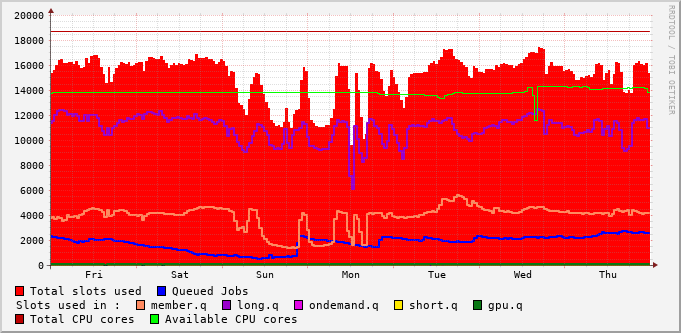 20000
18000
16000
14000
12000
10000
8000
6000
4000
2000
0
Fri Sat Sun Mon Tue Wed Thu
Total slots used Queued Jobs
Slots used in : member.q long.q ondemand.q short.q gpu.q
Total CPU cores Available CPU cores
RRDTOOL / TOBI OETIKER